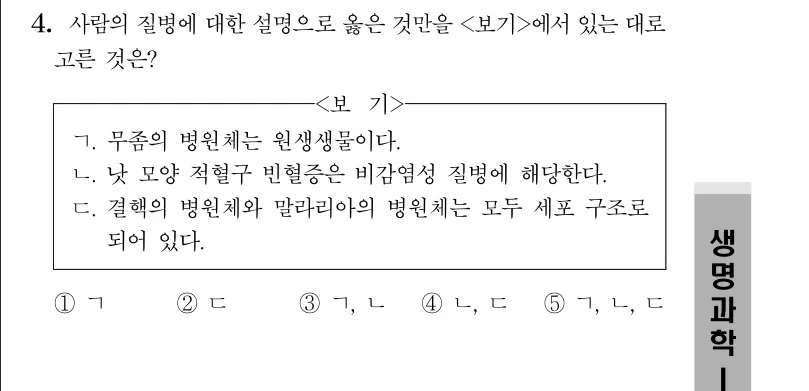 4. 사람의 질병에 대한 설명으로 옳은 것만을 <보기>에서 있는 대로
고른 것은?
<보 기>
ㄱ. 무좀의 병원체는 원생생물이다.
ㄴ. 낫 모양 적혈구 빈혈증은 비감염성 질병에 해당한다.
ㄷ. 결핵의 병원체와 말라리아의 병원체는 모두 세포 구조로
되어 있다.
① ㄱ ② ㄷ ③ ㄱ, ㄴ ④ ㄴ, ㄷ ⑤ ㄱ, ㄴ, ㄷ
생명과학 I